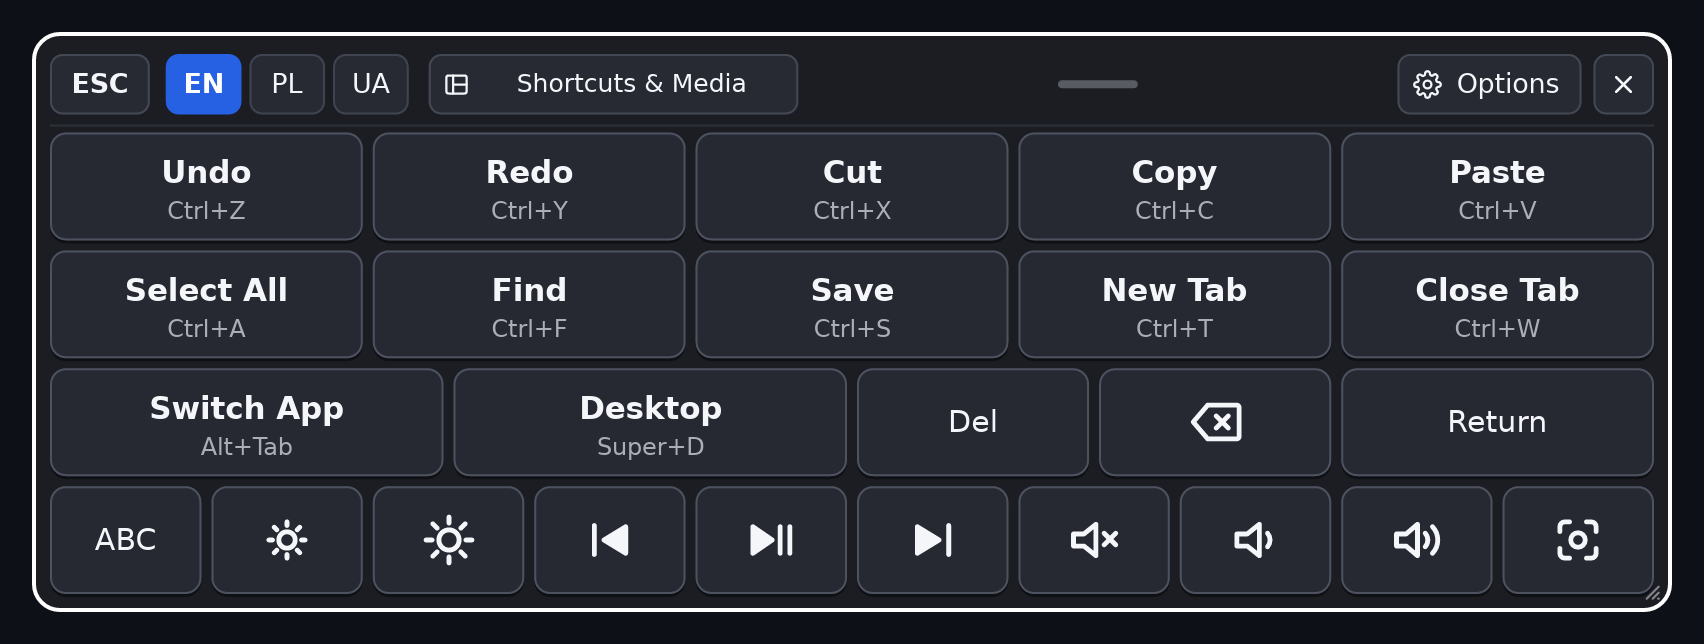 ESC EN PL UA Shortcuts & Media Options
Undo Redo Cut Copy Paste
Ctrl+Z Ctrl+Y Ctrl+X Ctrl+C Ctrl+V
Select All Find Save New Tab Close Tab
Ctrl+A Ctrl+F Ctrl+S Ctrl+T Ctrl+W
Switch App Desktop Del Return
Alt+Tab Super+D
ABC